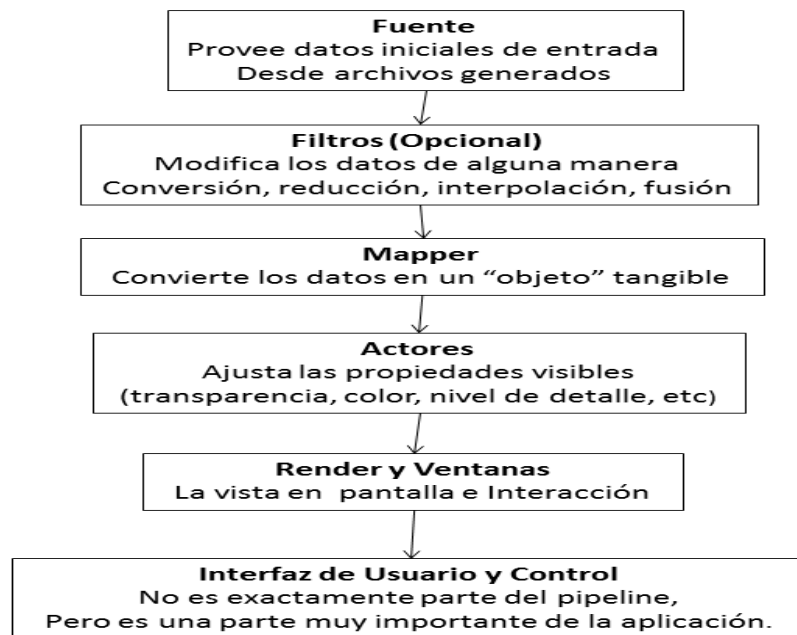 Fuente
Provee datos iniciales de entrada
Desde archivos generados
Filtros (Opcional)
Modifica los datos de alguna manera
Conversión, reducción, interpolación, fusión
Mapper
Convierte los datos en un “objeto” tangible
Actores
Ajusta las propiedades visibles
(transparencia, color, nivel de detalle, etc)
Render y Ventanas
La vista en pantalla e Interacción
Interfaz de Usuario y Control
No es exactamente parte del pipeline,
Pero es una parte muy importante de la aplicación.